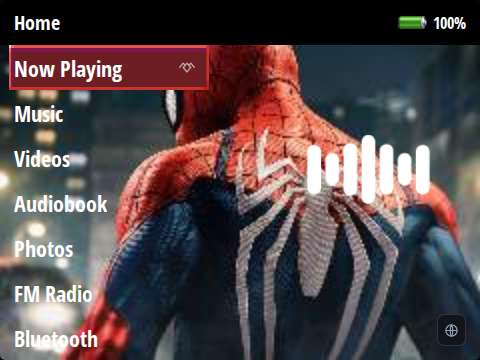 Home
100%
Now Playing
Music
Videos
Audiobook
Photos
FM Radio
Bluetooth